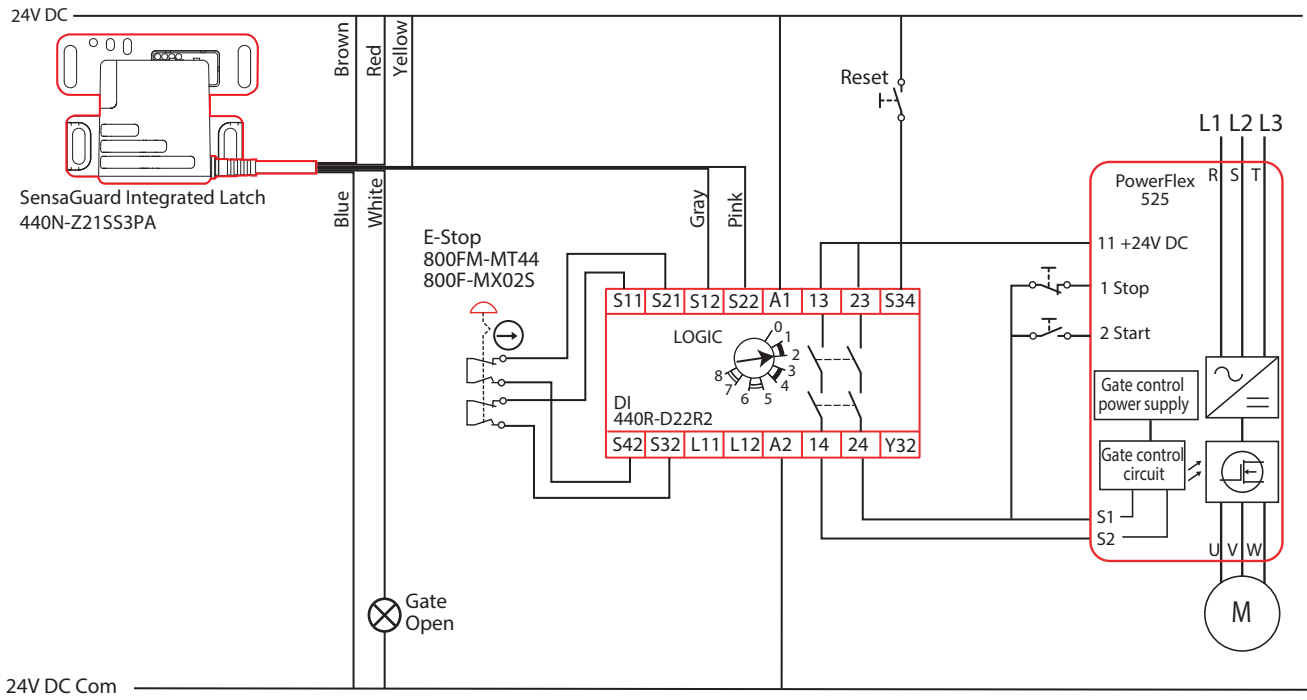 24V DC
Brown
Red
Yellow
SensaGuard Integrated Latch
440N-Z21SS3PA
Blue
White
Gray
Pink
E-Stop
800FM-MT44
800F-MX02S
Reset
S11 S21 S12 S22 A1 13 23 S34
LOGIC
0
1
2
3
4
5
6
7
8
DI
440R-D22R2
S42 S32 L11 L12 A2 14 24 Y32
L1 L2 L3
R S T
PowerFlex
525
11 +24V DC
1 Stop
2 Start
Gate control
power supply
Gate control
circuit
S1
S2
U V W
M
Gate
Open
24V DC Com